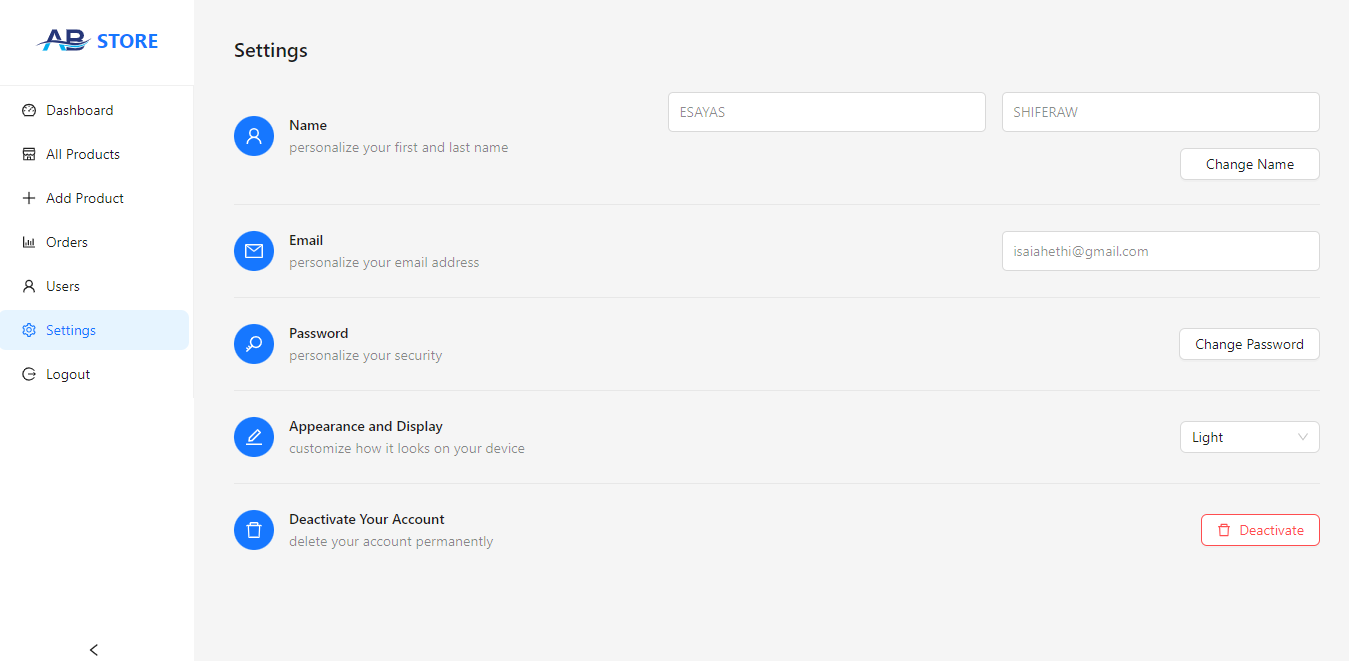 AB STORE
Dashboard
All Products
Add Product
Orders
Users
Settings
Logout
Settings
Name
personalize your first and last name
ESAYAS
SHIFERAW
Change Name
Email
personalize your email address
isaiahethi@gmail.com
Password
personalize your security
Change Password
Appearance and Display
customize how it looks on your device
Light
Deactivate Your Account
delete your account permanently
Deactivate